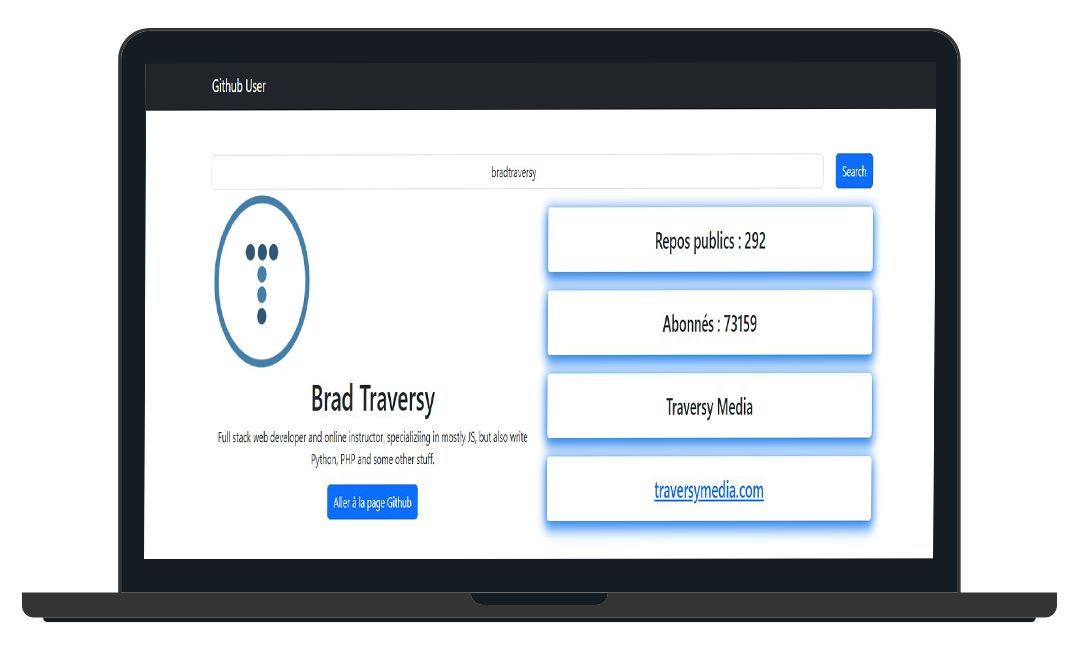 Github User
bradtraversy
Search
Brad Traversy
Full stack web developer and online instructor, specializiing in mostly JS, but also write
Python, PHP and some other stuff.
Aller à la page Github
Repos publics : 292
Abonnés : 73159
Traversy Media
traversymedia.com